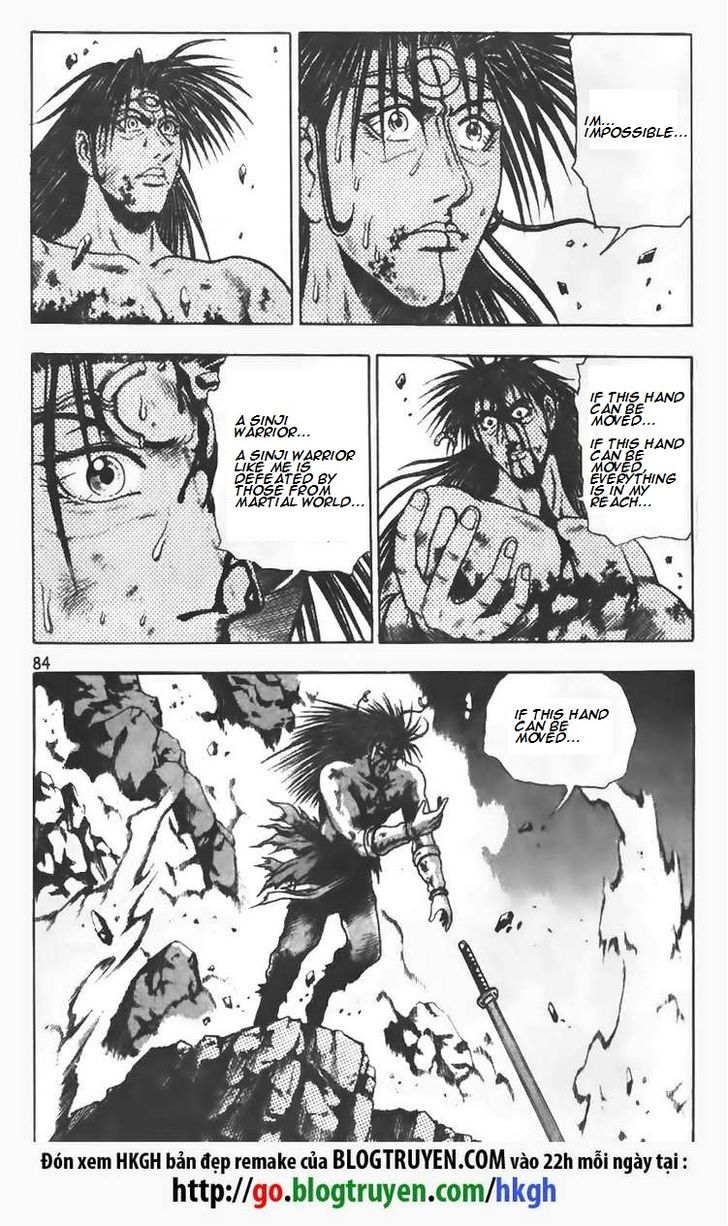 IM...
IMPOSSIBLE...
A SINJI
WARRIOR...
A SINJI WARRIOR
LIKE ME IS
DEFEATED BY
THOSE FROM
MARTIAL WORLD...
IF THIS HAND
CAN BE
MOVED...
IF THIS HAND
CAN BE
MOVED,
EVERYTHING
IS IN MY
REACH...
84
IF THIS HAND
CAN BE
MOVED...
Đón xem HKGH bản đẹp remake của BLOGTRUYEN.COM vào 22h mỗi ngày tại :
http://go.blogtruyen.com/hkgh